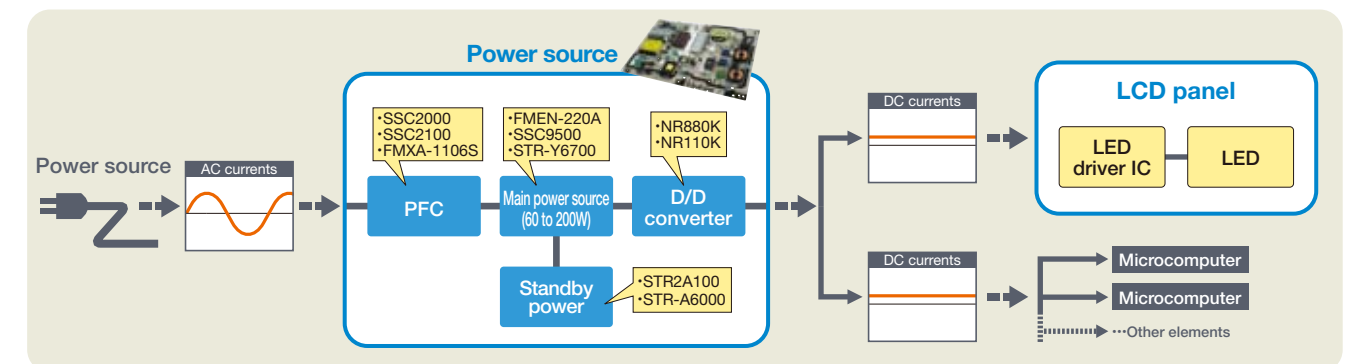 Power source
AC currents
Power source
•SSC2000
•SSC2100
•FMXA-1106S
PFC
•FMEN-220A
•SSC9500
•STR-Y6700
Main power source
(60 to 200W)
•NR880K
•NR110K
D/D
converter
Standby
power
•STR2A100
•STR-A6000
DC currents
LCD panel
LED
driver IC
LED
DC currents
Microcomputer
Microcomputer
···Other elements